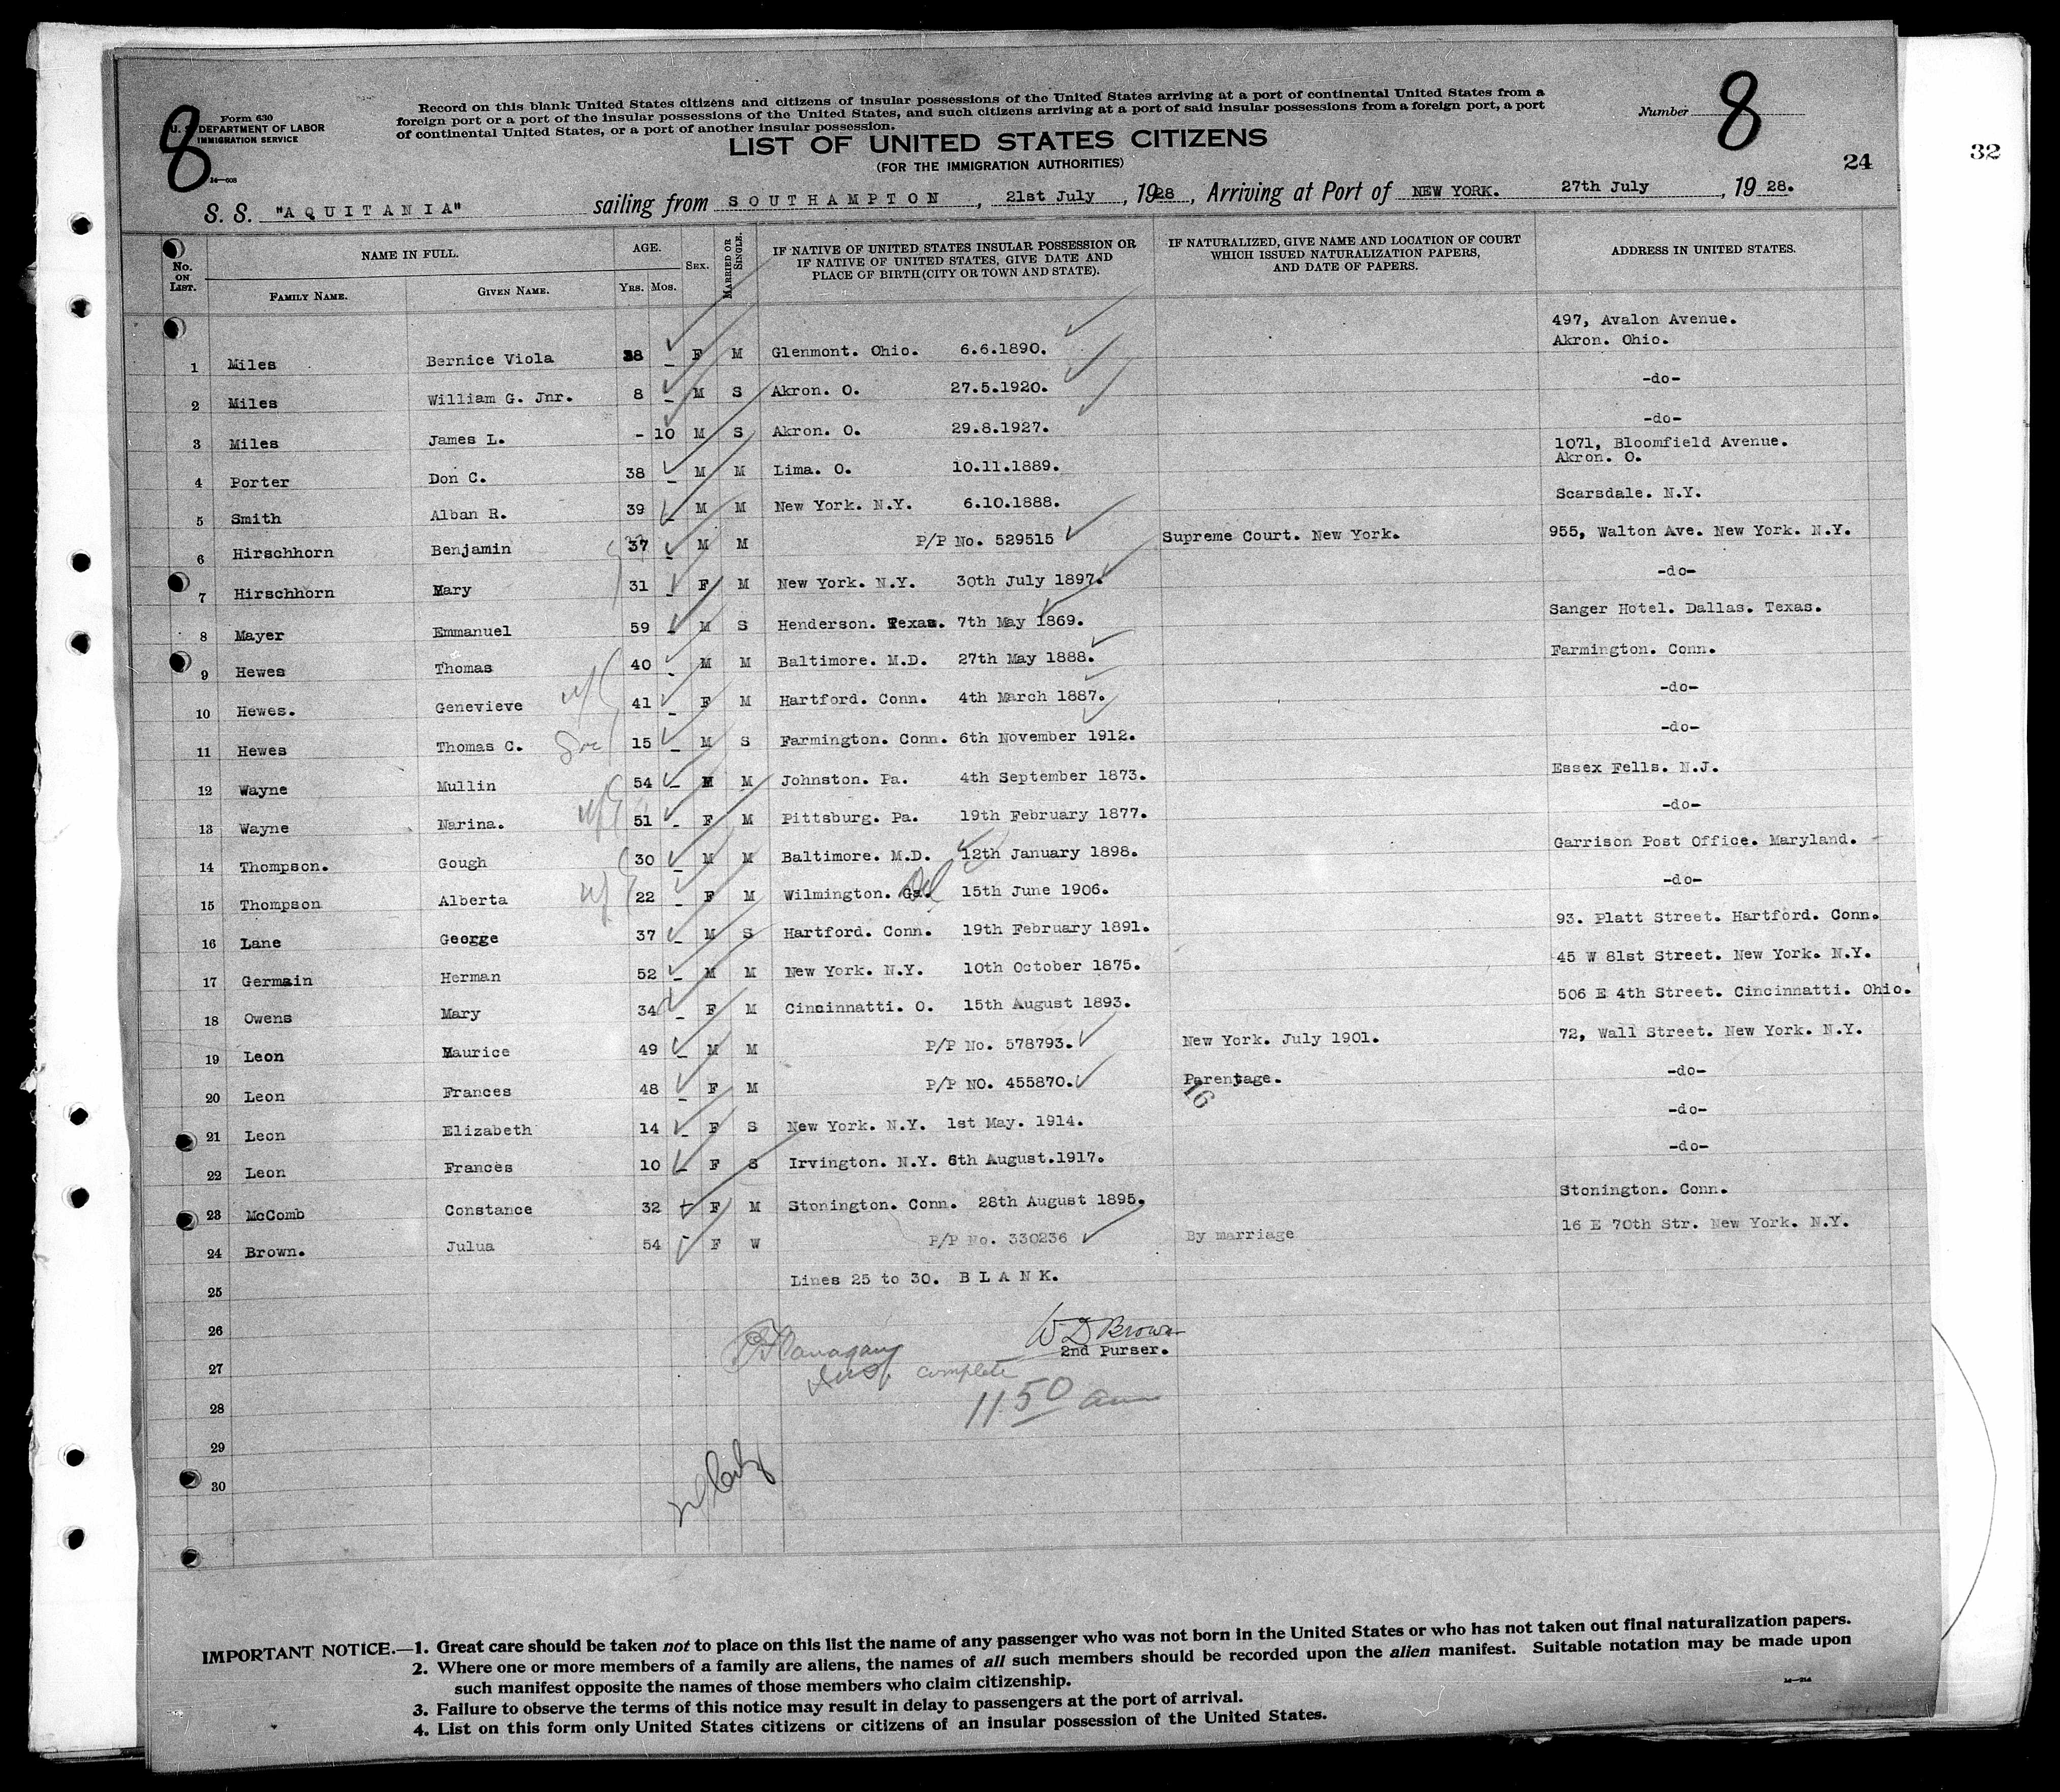 8
Form 630
U. S. DEPARTMENT OF LABOR
IMMIGRATION SERVICE
14—608
Record on this blank United States citizens and citizens of insular possessions of the United States arriving at a port of continental United States from a
foreign port or a port of the insular possessions of the United States, and such citizens arriving at a port of said insular possessions from a foreign port, a port
of continental United States, or a port of another insular possession.
LIST OF UNITED STATES CITIZENS
(FOR THE IMMIGRATION AUTHORITIES)
Number 8
24
32
S. S. "AQUITANIA" sailing from SOUTHAMPTON, 21st July, 1928, Arriving at Port of NEW YORK. 27th July, 1928.
No. ON LIST. NAME IN FULL. FAMILY NAME. GIVEN NAME. AGE. YRS. MOS. SEX. MARRIED OR SINGLE. IF NATIVE OF UNITED STATES INSULAR POSSESSION OR IF NATIVE OF UNITED STATES, GIVE DATE AND PLACE OF BIRTH (CITY OR TOWN AND STATE). IF NATURALIZED, GIVE NAME AND LOCATION OF COURT WHICH ISSUED NATURALIZATION PAPERS, AND DATE OF PAPERS. ADDRESS IN UNITED STATES.
1 Miles Bernice Viola 38 - F M Glenmont. Ohio. 6.6.1890. 497, Avalon Avenue. Akron. Ohio.
2 Miles William G. Jnr. 8 - M S Akron. O. 27.5.1920. -do-
3 Miles James L. - 10 M S Akron. O. 29.8.1927. -do-
4 Porter Don C. 38 - M M Lima. O. 10.11.1889. 1071, Bloomfield Avenue. Akron. O.
5 Smith Alban R. 39 - M M New York. N.Y. 6.10.1888. Scarsdale. N.Y.
6 Hirschhorn Benjamin 37 - M M P/P No. 529515 Supreme Court. New York. 955, Walton Ave. New York. N.Y.
7 Hirschhorn Mary 31 - F M New York. N.Y. 30th July 1897. -do-
8 Mayer Emmanuel 59 - M S Henderson. Texas. 7th May 1869. Sanger Hotel. Dallas. Texas.
9 Hewes Thomas 40 - M M Baltimore. M.D. 27th May 1888. Farmington. Conn.
10 Hewes. Genevieve 41 - F M Hartford. Conn. 4th March 1887. -do-
11 Hewes Thomas C. 15 - M S Farmington. Conn. 6th November 1912. -do-
12 Wayne Mullin 54 - M M Johnston. Pa. 4th September 1873. Essex Fells. N.J.
13 Wayne Narina. 51 - F M Pittsburg. Pa. 19th February 1877. -do-
14 Thompson. Gough 30 - M M Baltimore. M.D. 12th January 1898. Garrison Post Office. Maryland.
15 Thompson Alberta 22 - F M Wilmington. Ga. Del 15th June 1906. -do-
16 Lane George 37 - M S Hartford. Conn. 19th February 1891. 93. Platt Street. Hartford. Conn.
17 Germain Herman 52 - M M New York. N.Y. 10th October 1875. 45 W 81st Street. New York. N.Y.
18 Owens Mary 34 - F M Cincinnatti. O. 15th August 1893. 506 E 4th Street. Cincinnatti. Ohio.
19 Leon Maurice 49 - M M P/P No. 578793. New York. July 1901. 72, Wall Street. New York. N.Y.
20 Leon Frances 48 - F M P/P NO. 455870. Parentage. -do-
16
21 Leon Elizabeth 14 - F S New York. N.Y. 1st May. 1914. -do-
22 Leon Frances 10 - F S Irvington. N.Y. 6th August.1917. -do-
23 McComb Constance 32 - F M Stonington. Conn. 28th August 1895. Stonington. Conn.
24 Brown. Julua 54 - F W P/P No. 330236 By marriage 16 E 70th Str. New York. N.Y.
25 Lines 25 to 30. BLANK.
26 W D Brown
27 2nd Purser.
Flanagan
Insp. complete
28 11 50 am
29
30
IMPORTANT NOTICE.—1. Great care should be taken not to place on this list the name of any passenger who was not born in the United States or who has not taken out final naturalization papers.
2. Where one or more members of a family are aliens, the names of all such members should be recorded upon the alien manifest. Suitable notation may be made upon
such manifest opposite the names of those members who claim citizenship.
3. Failure to observe the terms of this notice may result in delay to passengers at the port of arrival.
4. List on this form only United States citizens or citizens of an insular possession of the United States.